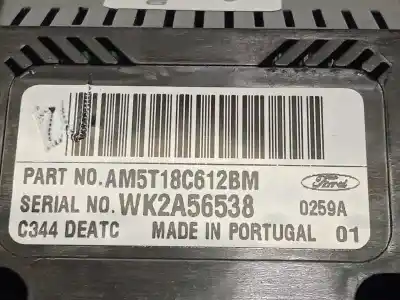 PART NO. AM5T18C612BM
SERIAL NO. WK2A56538
Ford
0259A
C344 DEATC MADE IN PORTUGAL 01